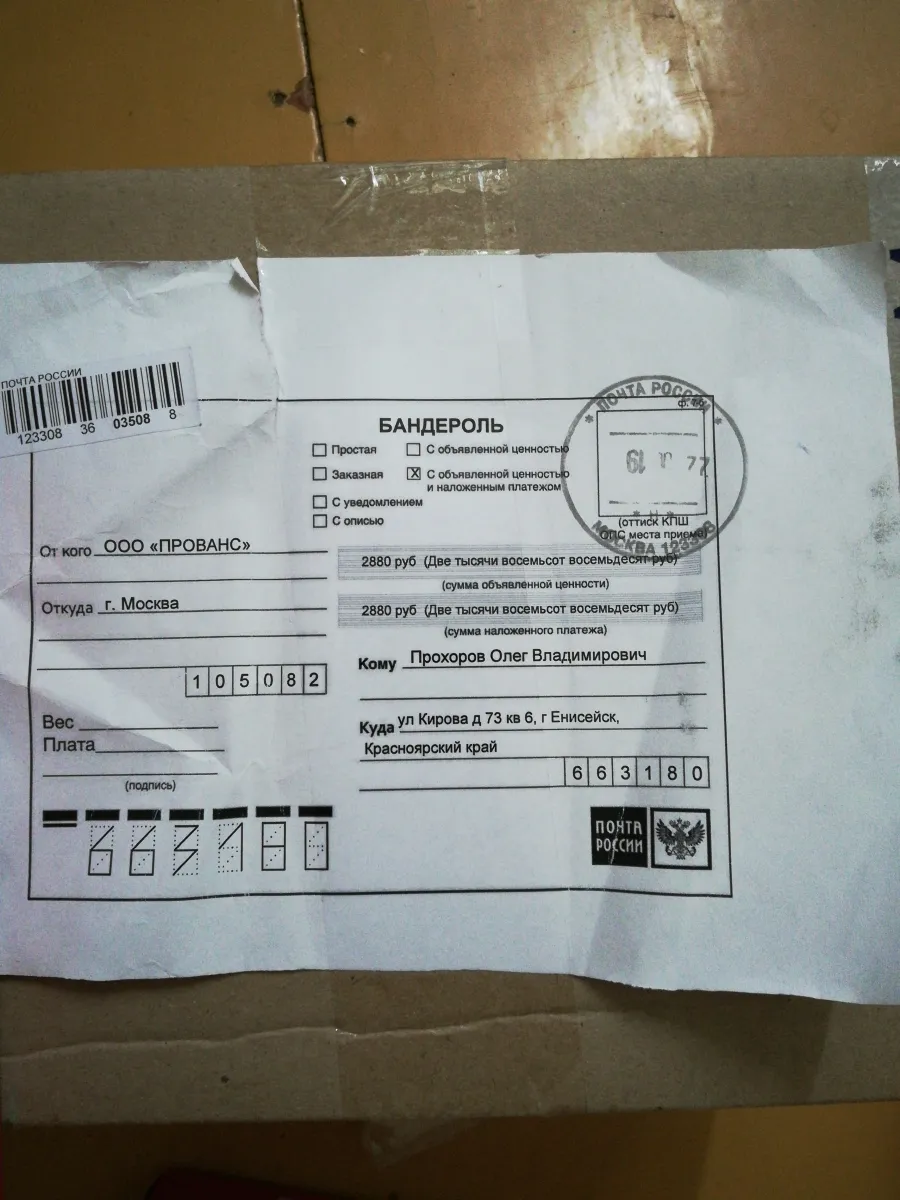 ПОЧТА РОССИИ
123308 36 03508 8
БАНДЕРОЛЬ
Простая
С объявленной ценностью
Заказная
X С объявленной ценностью
и наложенным платежом
С уведомлением
С описью
ПОЧТА РОССИИ
(оттиск КПШ
ОПС места приема)
МОСКВА
От кого ООО «ПРОВАНС»
Откуда г. Москва
105082
Вес
Плата
(подпись)
2880 руб (Две тысячи восемьсот восемьдесят руб)
(сумма объявленной ценности)
2880 руб (Две тысячи восемьсот восемьдесят руб)
(сумма наложенного платежа)
Кому Прохоров Олег Владимирович
Куда ул Кирова д 73 кв 6, г Енисейск,
Красноярский край
663180
663180
ПОЧТА
РОССИИ